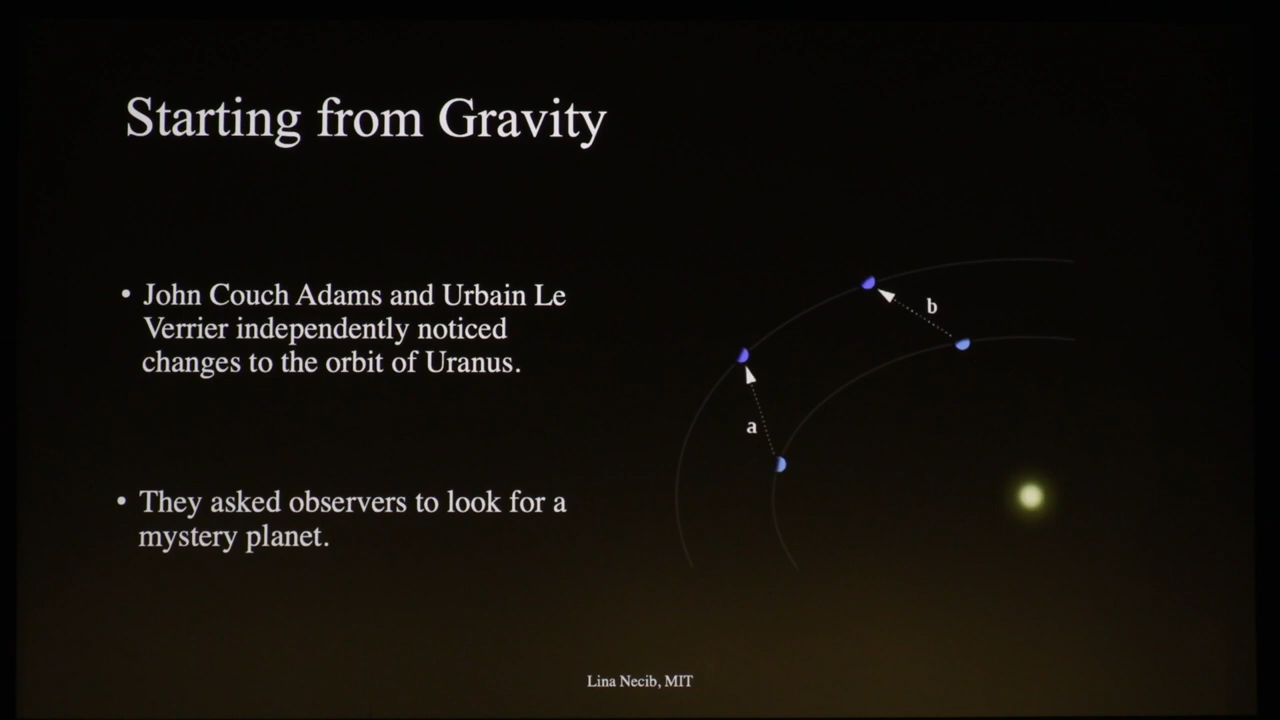 Starting from Gravity
• John Couch Adams and Urbain Le
Verrier independently noticed
changes to the orbit of Uranus.
• They asked observers to look for a
mystery planet.
b
a
Lina Necib, MIT